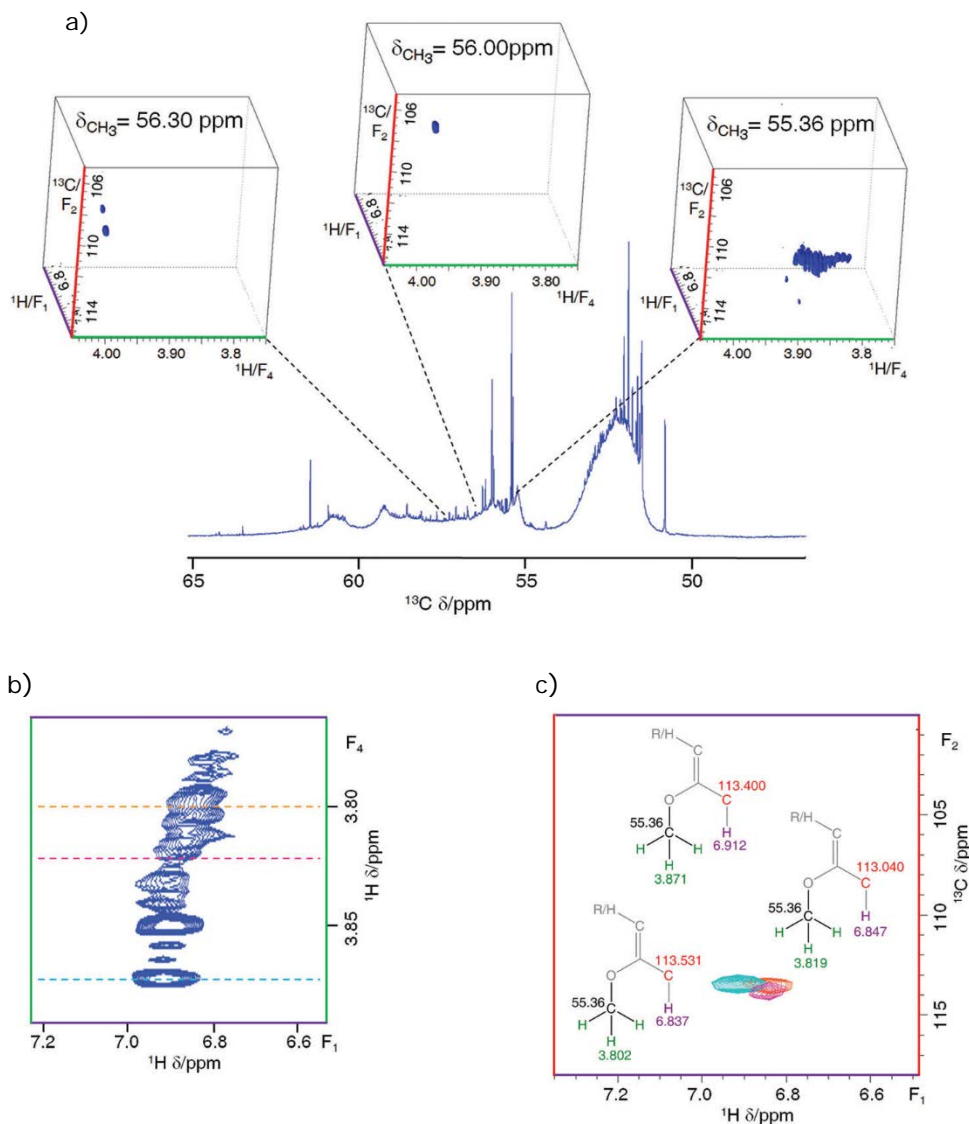 a)
δCH3= 56.30 ppm
13C/
F2
106
110
114
6.8
7.4
1H/F1
4.00
3.90
3.8
1H/F4
δCH3= 56.00ppm
13C/
F2
106
110
114
6.8
1H/F1
4.00
3.90
3.80
1H/F4
δCH3= 55.36 ppm
13C/
F2
106
110
114
6.8
1H/F1
4.00
3.90
3.80
1H/F4
65
60
55
50
13C δ/ppm
b)
F4
3.80
3.85
1H δ/ppm
7.2
7.0
6.8
6.6
F1
1H δ/ppm
c)
F2
R/H
C
O
C
113.400
55.36
C
H
H
H
H
6.912
3.871
R/H
C
O
C
113.040
55.36
C
H
H
H
H
6.847
3.819
R/H
C
O
C
113.531
55.36
C
H
H
H
H
6.837
3.802
105
110
115
13C δ/ppm
7.2
7.0
6.8
6.6
F1
1H δ/ppm